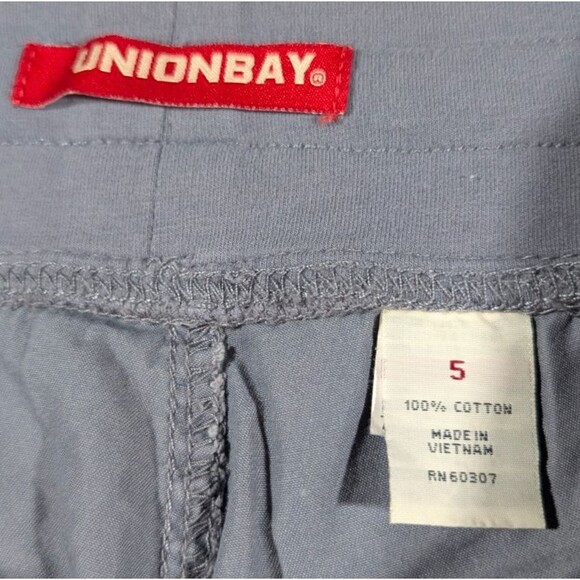 UNIONBAY®
5
100% COTTON
MADE IN
VIETNAM
RN 60307